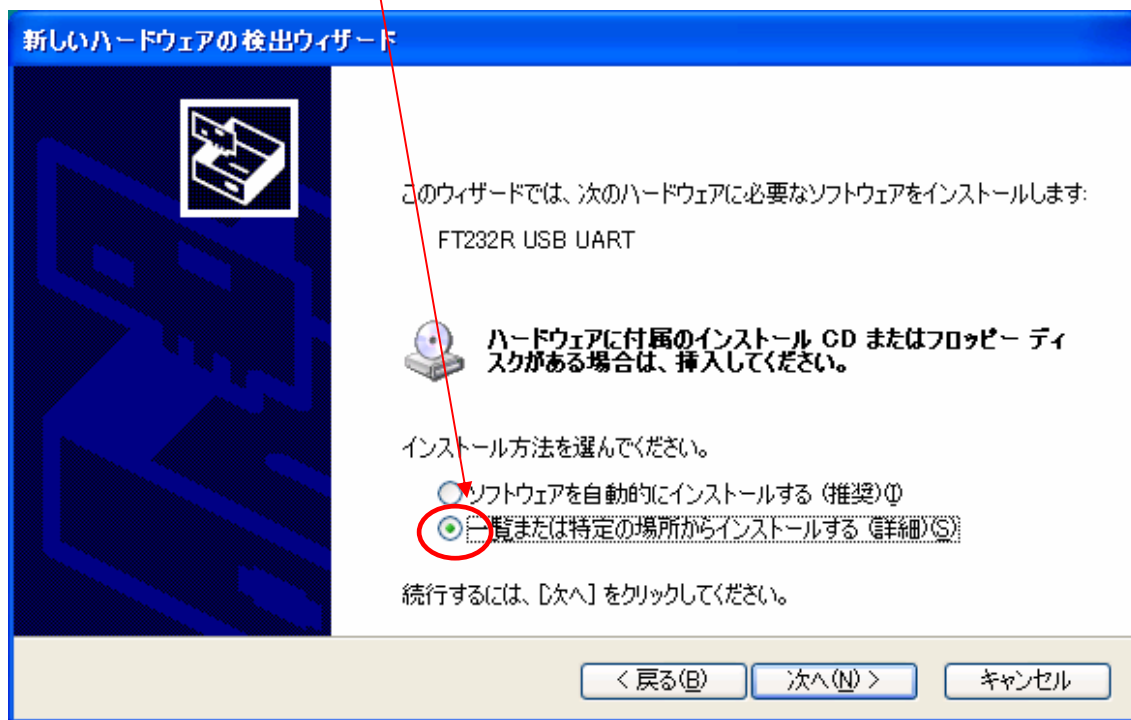 新しいハードウェアの検出ウィザード
このウィザードでは、次のハードウェアに必要なソフトウェアをインストールします:
FT232R USB UART
ハードウェアに付属のインストール CD またはフロッピー ディ
スクがある場合は、挿入してください。
インストール方法を選んでください。
ソフトウェアを自動的にインストールする (推奨)(I)
一覧または特定の場所からインストールする (詳細)(S)
続行するには、[次へ] をクリックしてください。
< 戻る(B)
次へ(N) >
キャンセル